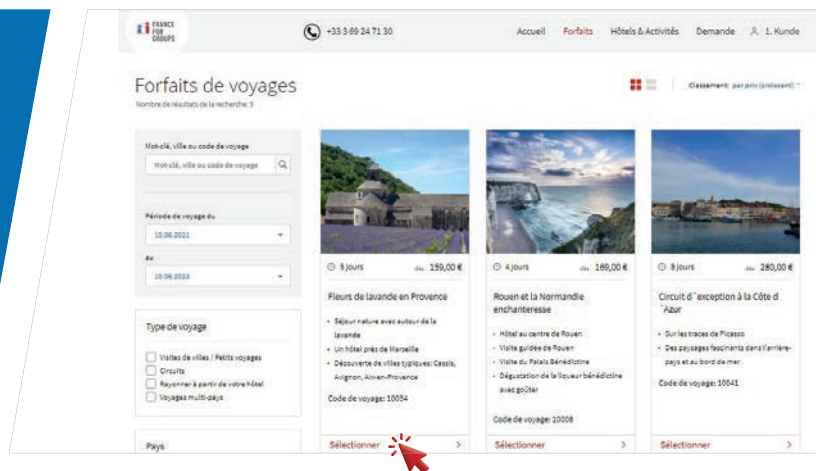 FRANCE
FOR
GROUPS
+33 3 69 24 71 30
Accueil Forfaits Hôtels & Activités Demande 1. Kunde
Forfaits de voyages
Nombre de résultats de la recherche: 5
Classement: par prix (croissant)
Mot-clé, ville ou code de voyage
Mot-clé, ville ou code de voyage
Période de voyage du
10.06.2021
Au
10.06.2023
Type de voyage
Visites de villes / Petits voyages
Circuits
Rayonner à partir de votre hôtel
Voyages multi-pays
Pays
5 jours dès 159,00 €
Fleurs de lavande en Provence
• Séjour nature avec autour de la
lavande
• Un hôtel près de Marseille
• Découverte de villes typiques: Cassis,
Avignon, Aix-en-Provence
Code de voyage: 10054
Sélectionner
4 jours dès 169,00 €
Rouen et la Normandie
enchanteresse
• Hôtel au centre de Rouen
• Visite guidée de Rouen
• Visite du Palais Bénédictine
• Dégustation de la liqueur bénédictine
avec goûter
Code de voyage: 10008
Sélectionner
8 jours dès 280,00 €
Circuit d´exception à la Côte d
´Azur
• Sur les traces de Picasso
• Des paysages fascinants dans l'arrière-
pays et au bord de mer
Code de voyage: 10041
Sélectionner